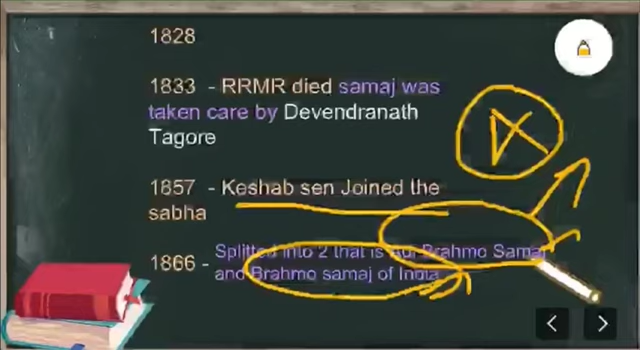 1828
1833 - RRMR died samaj was
taken care by Devendranath
Tagore
1857 - Keshab sen Joined the
sabha
1866 - Splitted into 2 that is Adi Brahmo Samaj
and Brahmo samaj of India